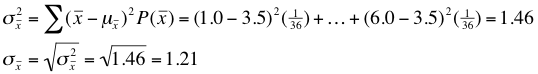 σ²_x̄ = ∑(x̄ − μ_x̄)² P(x̄) = (1.0 − 3.5)² (1/36) + … + (6.0 − 3.5)² (1/36) = 1.46
σ_x̄ = √σ²_x̄ = √1.46 = 1.21